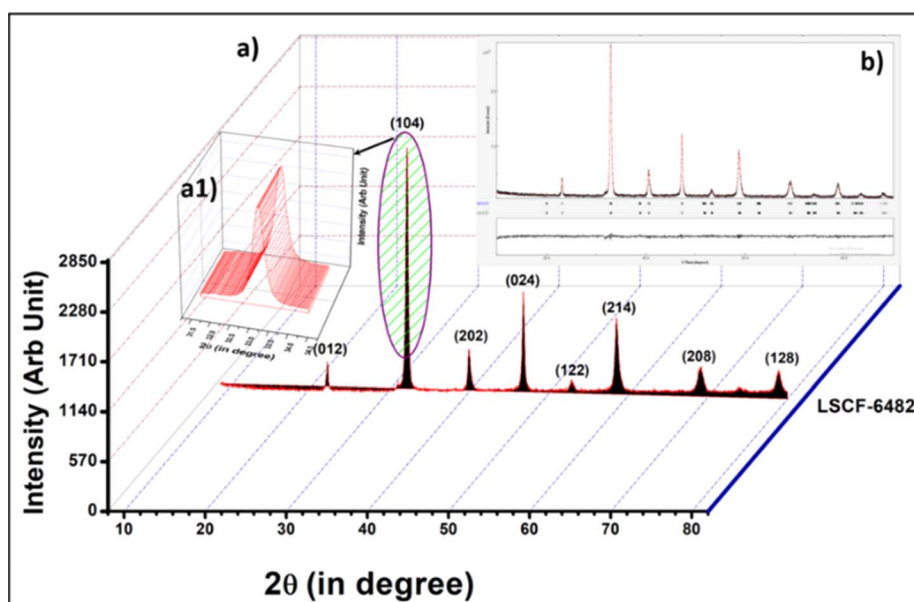 a)
b)
(104)
a1)
Intensity (Arb Unit)
2θ (in degree)
2850
2280
1710
1140
570
0
Intensity (Arb Unit)
(012)
(202)
(024)
(122)
(214)
(208)
(128)
LSCF-6482
10 20 30 40 50 60 70 80
2θ (in degree)